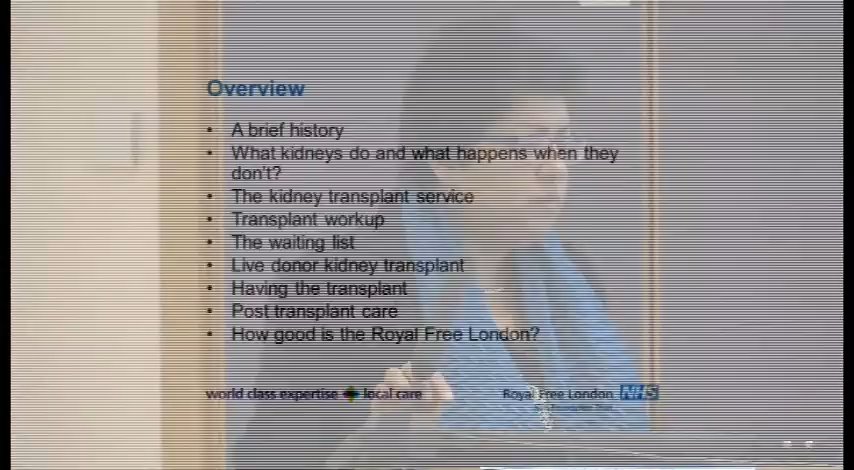 Overview
• A brief history
• What kidneys do and what happens when they
don't?
• The kidney transplant service
• Transplant workup
• The waiting list
• Live donor kidney transplant
• Having the transplant
• Post transplant care
• How good is the Royal Free London?
world class expertise local care
Royal Free London NHS